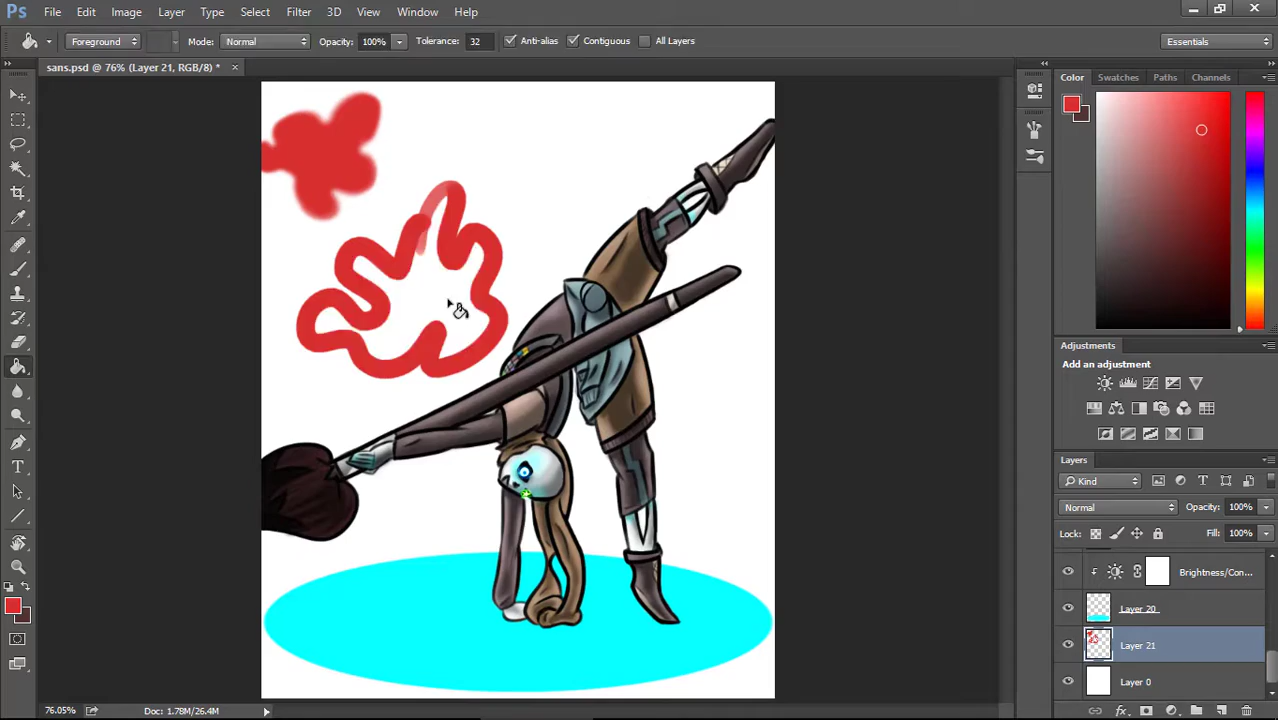 Ps File Edit Image Layer Type Select Filter 3D View Window Help
Foreground Mode: Normal Opacity: 100% Tolerance: 32 Anti-alias Contiguous All Layers Essentials
sans.psd @ 76% (Layer 21, RGB/8) *
Color Swatches Paths Channels
Adjustments
Add an adjustment
Layers
Kind
Normal Opacity: 100%
Lock: Fill: 100%
Brightness/Con...
Layer 20
Layer 21
Layer 0
76.05% Doc: 1.78M/26.4M